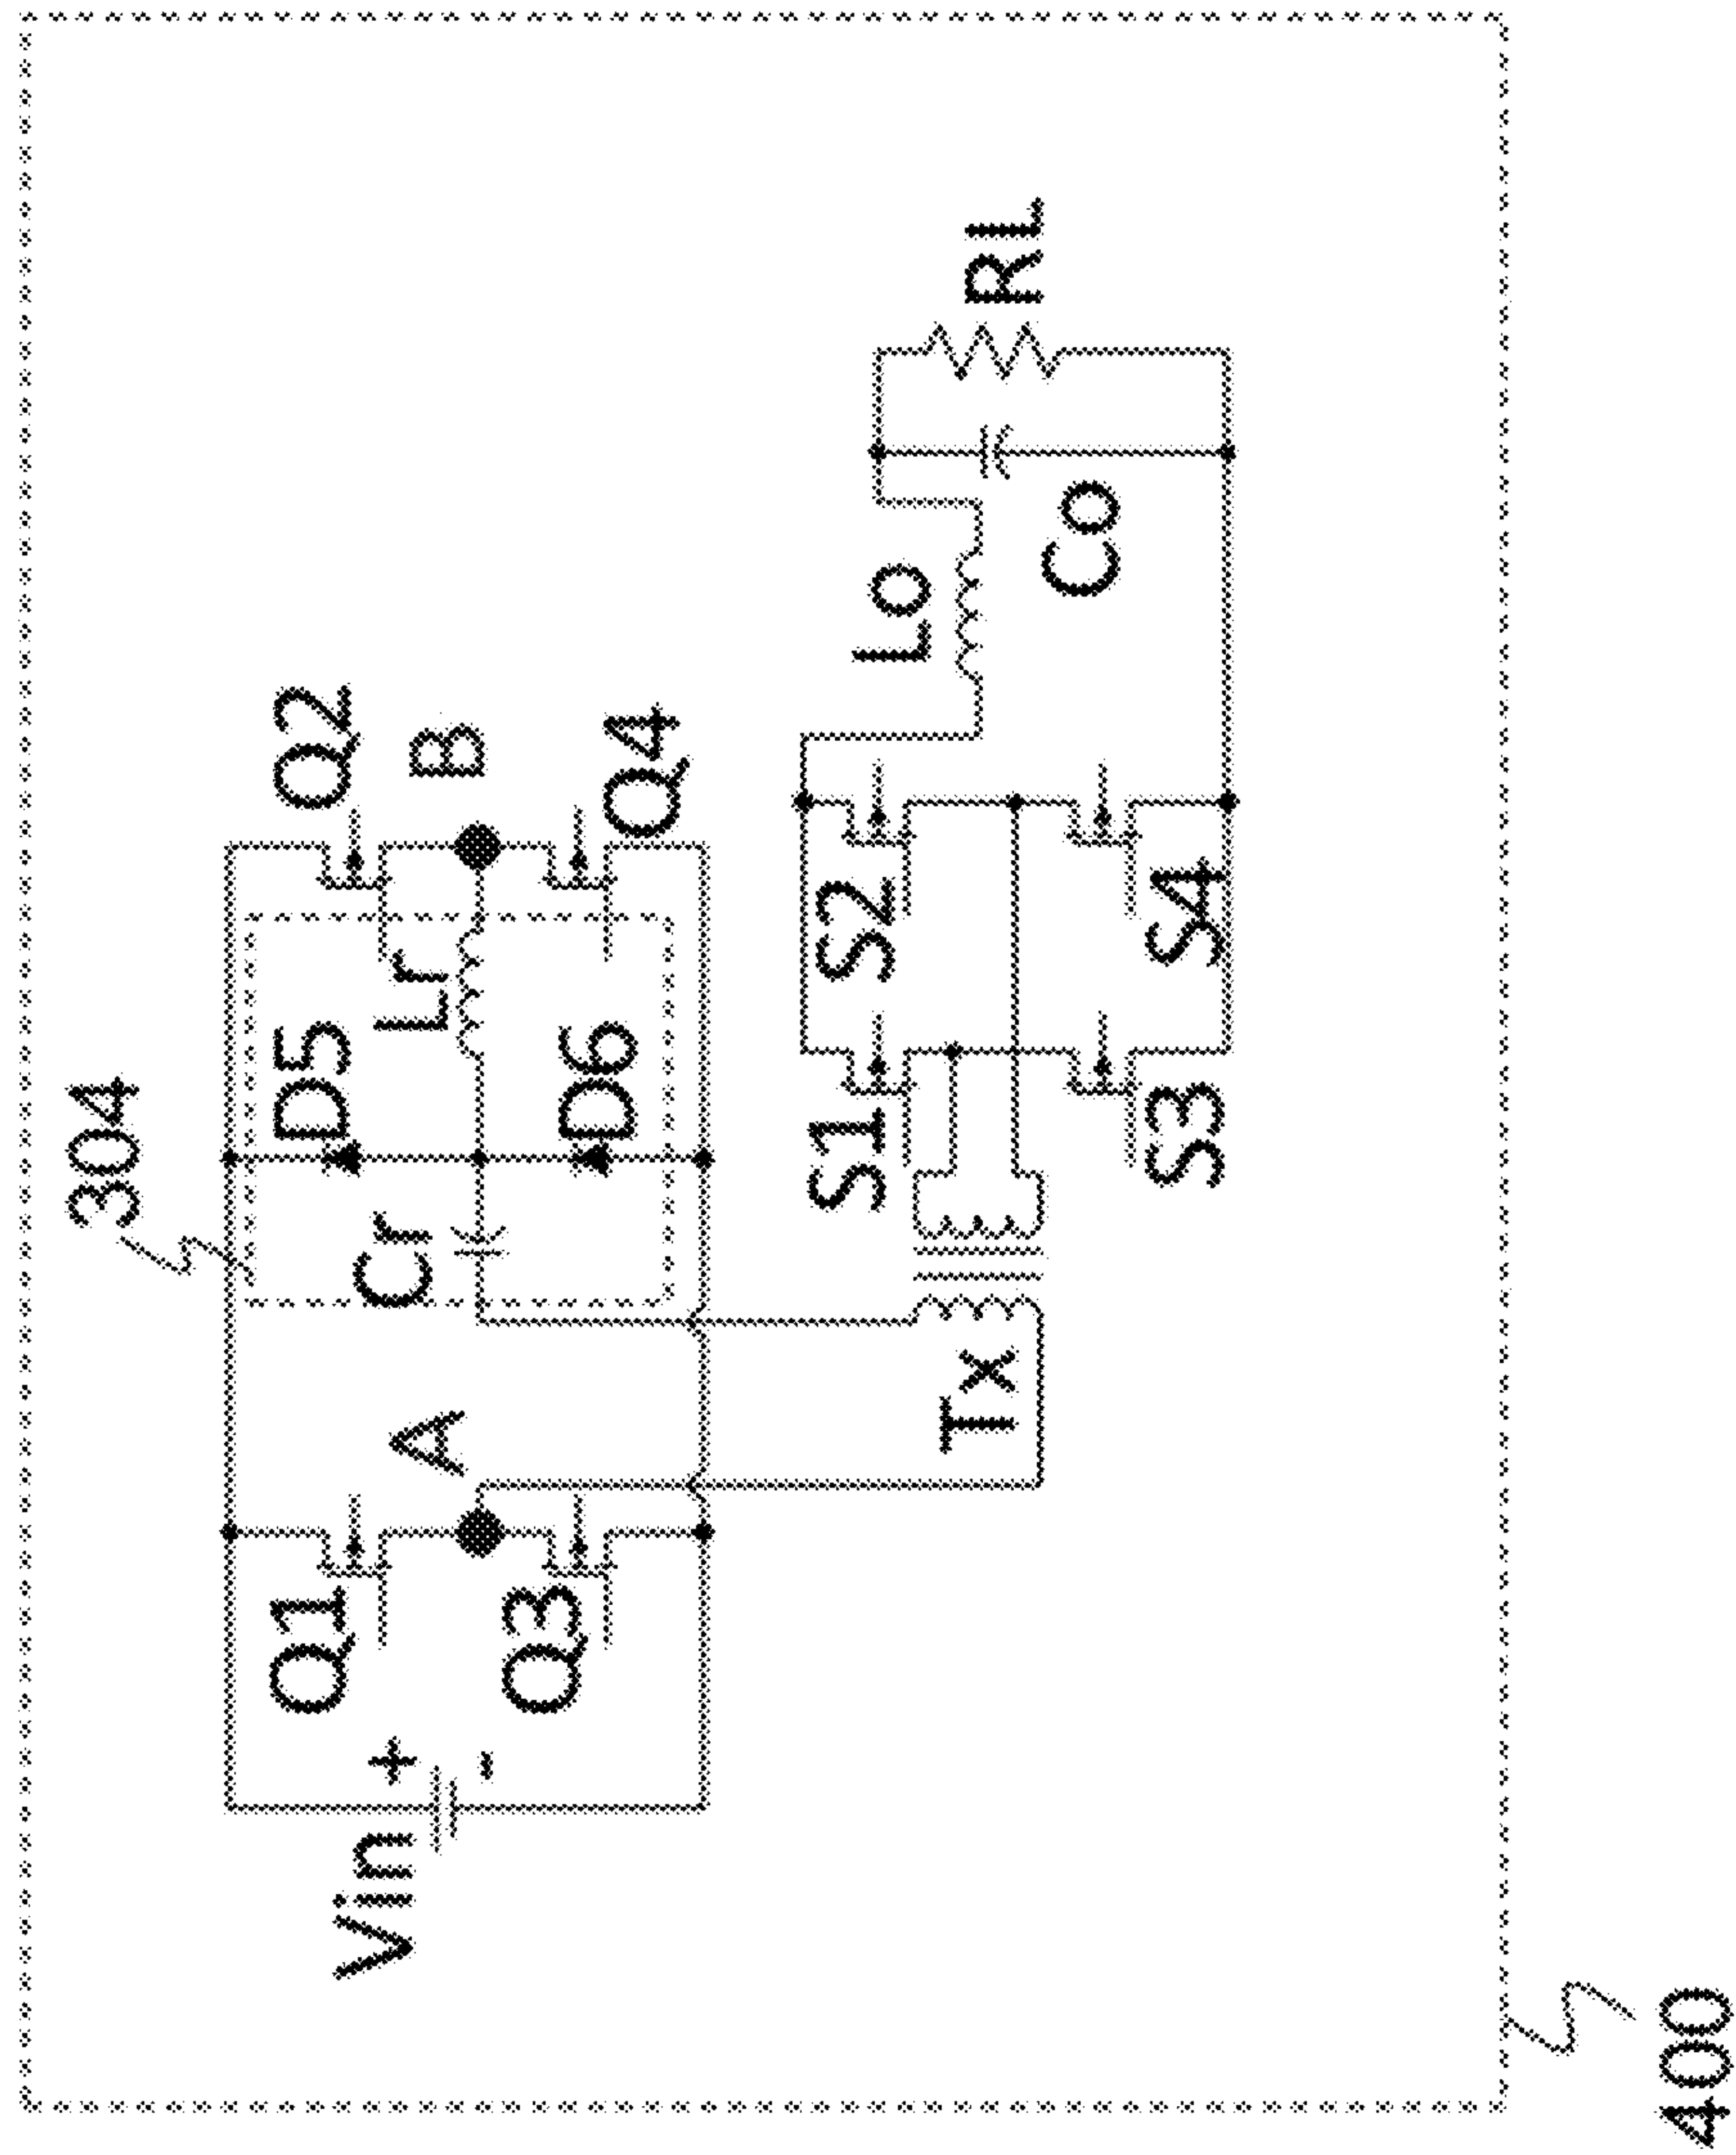 304
Vin
+
-
Q1
Q3
A
Cr
D5
D6
Lr
Q2
B
Q4
Tx
S1
S3
S2
S4
Lo
Co
RL
400